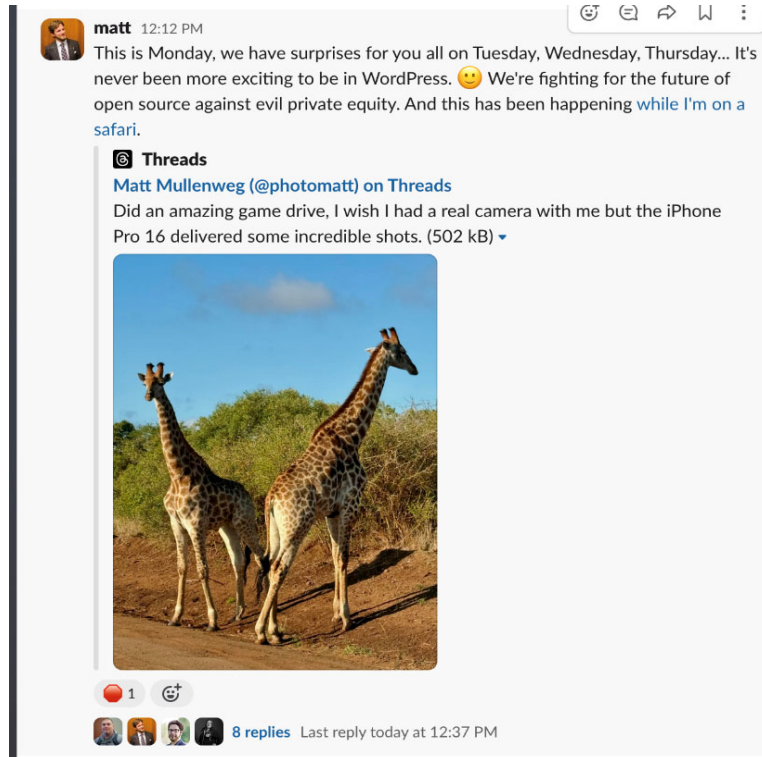 matt 12:12 PM
This is Monday, we have surprises for you all on Tuesday, Wednesday, Thursday... It's
never been more exciting to be in WordPress. 🙂 We're fighting for the future of
open source against evil private equity. And this has been happening while I'm on a
safari.
Threads
Matt Mullenweg (@photomatt) on Threads
Did an amazing game drive, I wish I had a real camera with me but the iPhone
Pro 16 delivered some incredible shots. (502 kB)
1
8 replies Last reply today at 12:37 PM